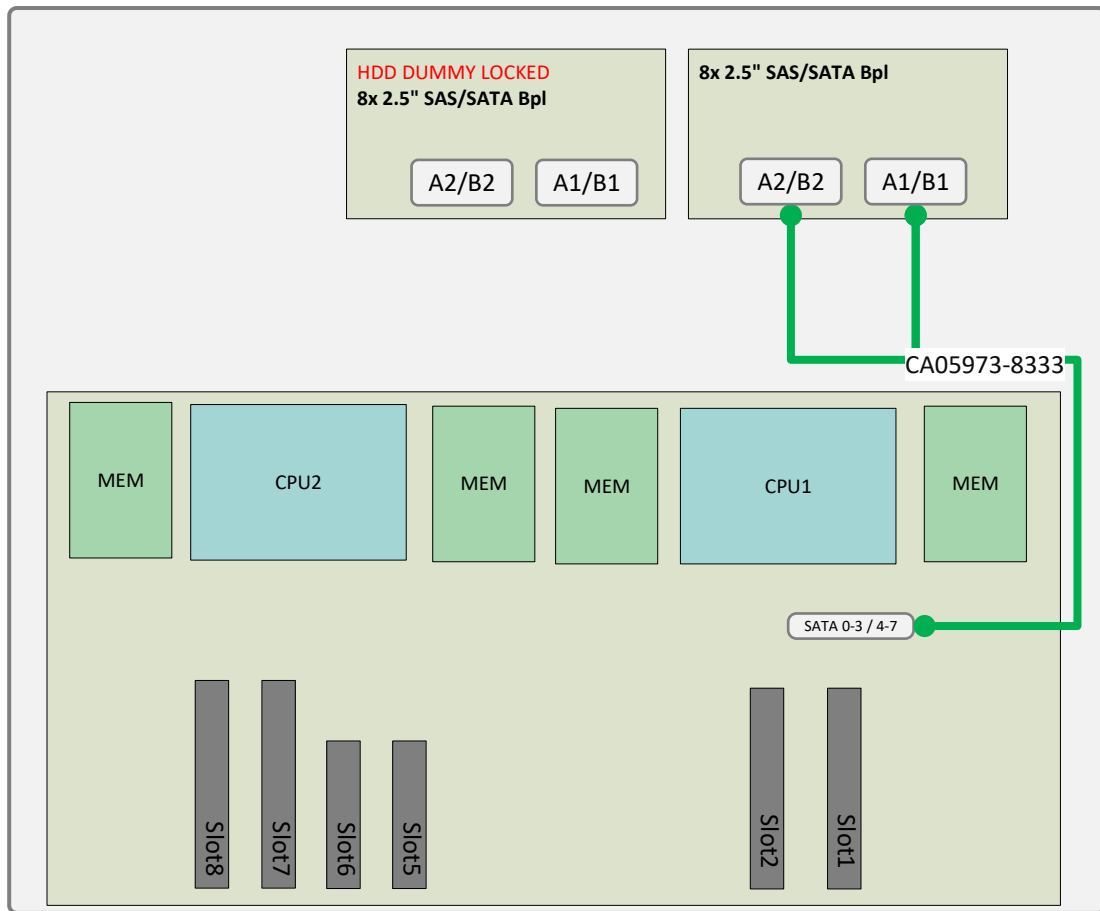 HDD DUMMY LOCKED
8x 2.5" SAS/SATA Bpl
A2/B2
A1/B1
8x 2.5" SAS/SATA Bpl
A2/B2
A1/B1
CA05973-8333
MEM
CPU2
MEM
MEM
CPU1
MEM
SATA 0-3 / 4-7
Slot8
Slot7
Slot6
Slot5
Slot2
Slot1